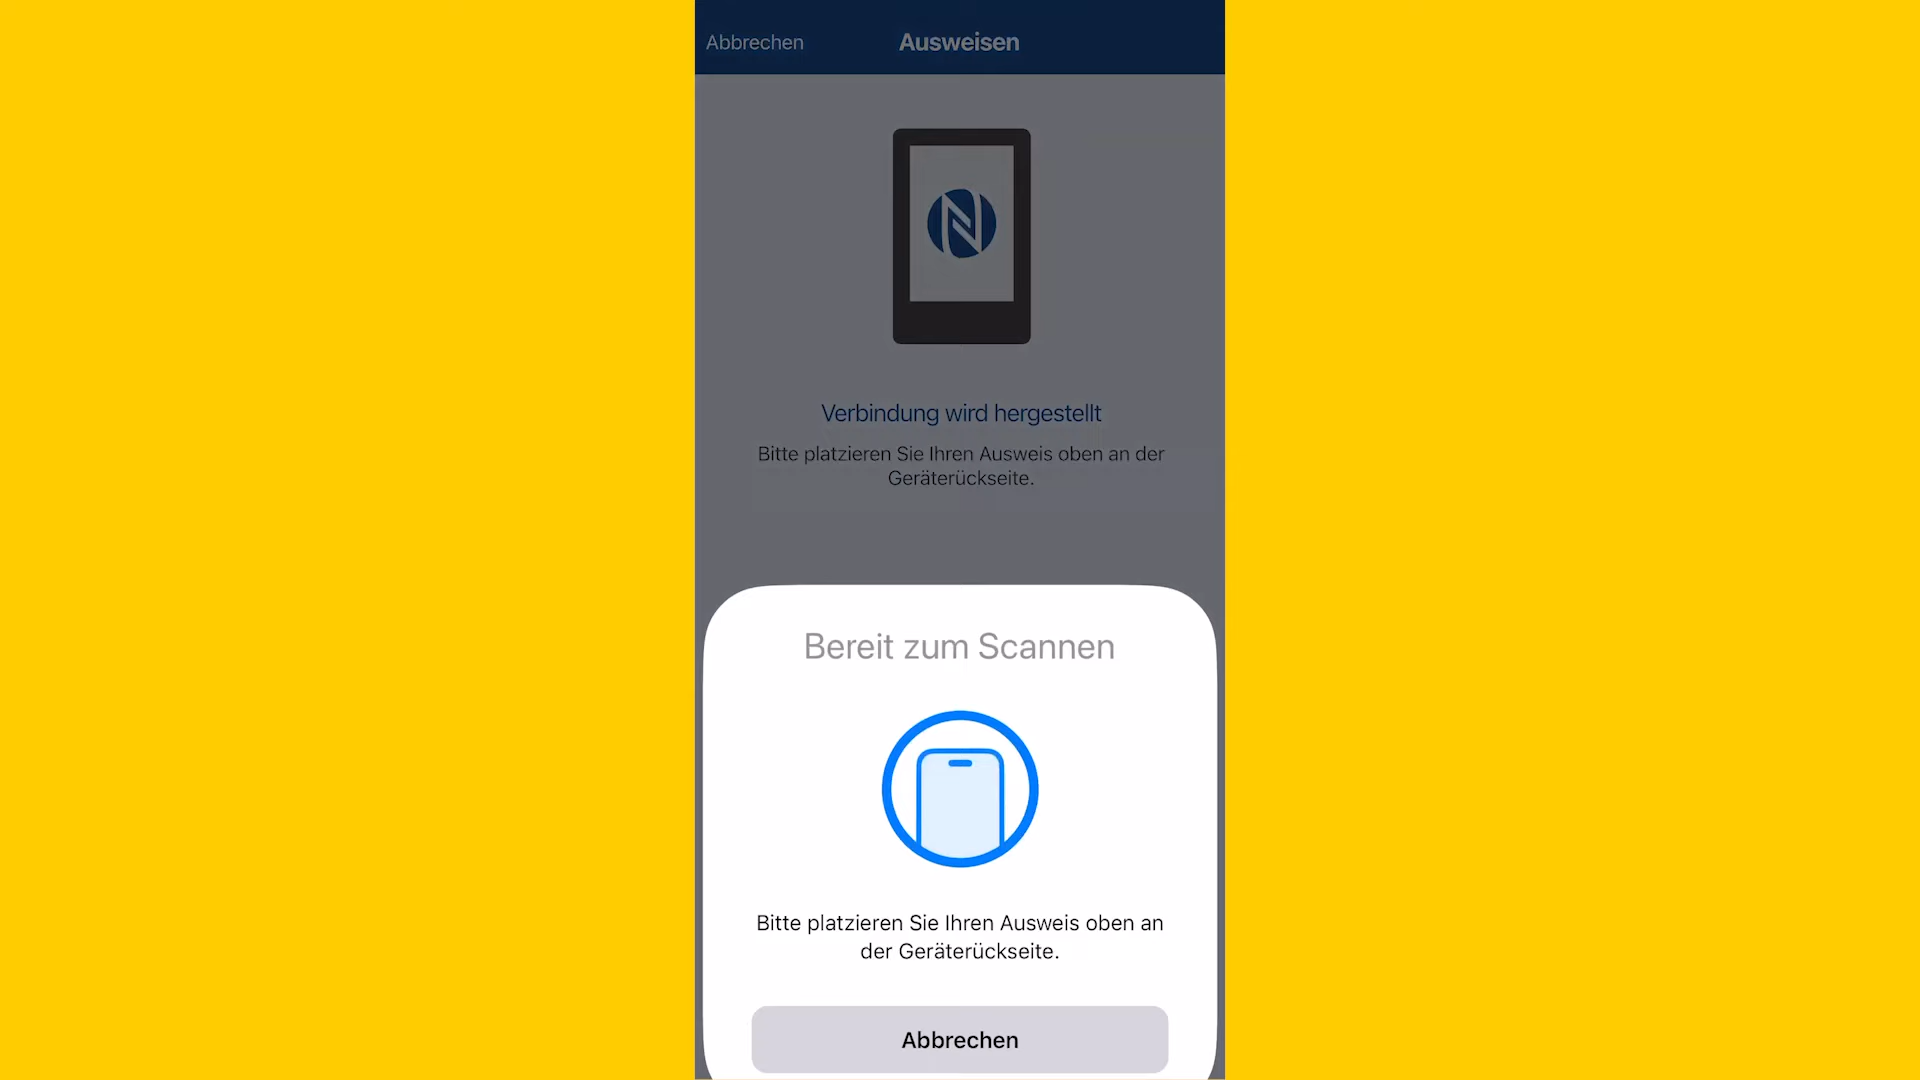 Abbrechen Ausweisen
Verbindung wird hergestellt
Bitte platzieren Sie Ihren Ausweis oben an der
Geräterückseite.
Bereit zum Scannen
Bitte platzieren Sie Ihren Ausweis oben an
der Geräterückseite.
Abbrechen